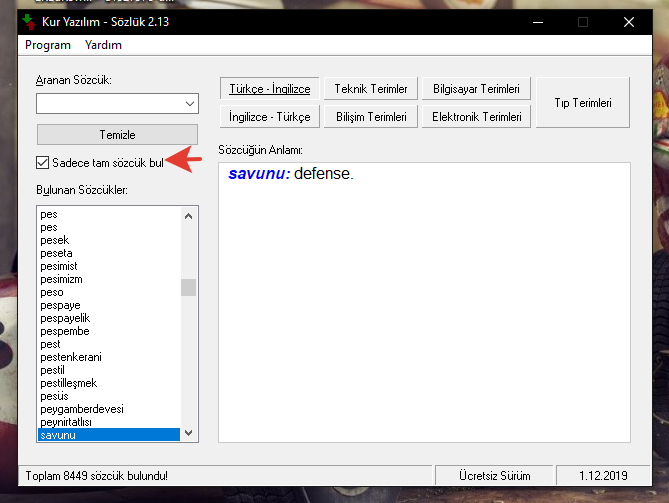 Kur Yazılım - Sözlük 2.13
Program Yardım
Aranan Sözcük:
Temizle
Sadece tam sözcük bul
Bulunan Sözcükler:
pes
pes
pesek
peseta
pesimist
pesimizm
peso
pespaye
pespayelik
pespembe
pest
pestenkerani
pestil
pestilleşmek
pesüs
peygamberdevesi
peynirtatlısı
savunu
Türkçe - İngilizce
Teknik Terimler
Bilgisayar Terimleri
Tıp Terimleri
İngilizce - Türkçe
Bilişim Terimleri
Elektronik Terimleri
Sözcüğün Anlamı:
savunu: defense.
Toplam 8449 sözcük bulundu!
Ücretsiz Sürüm
1.12.2019